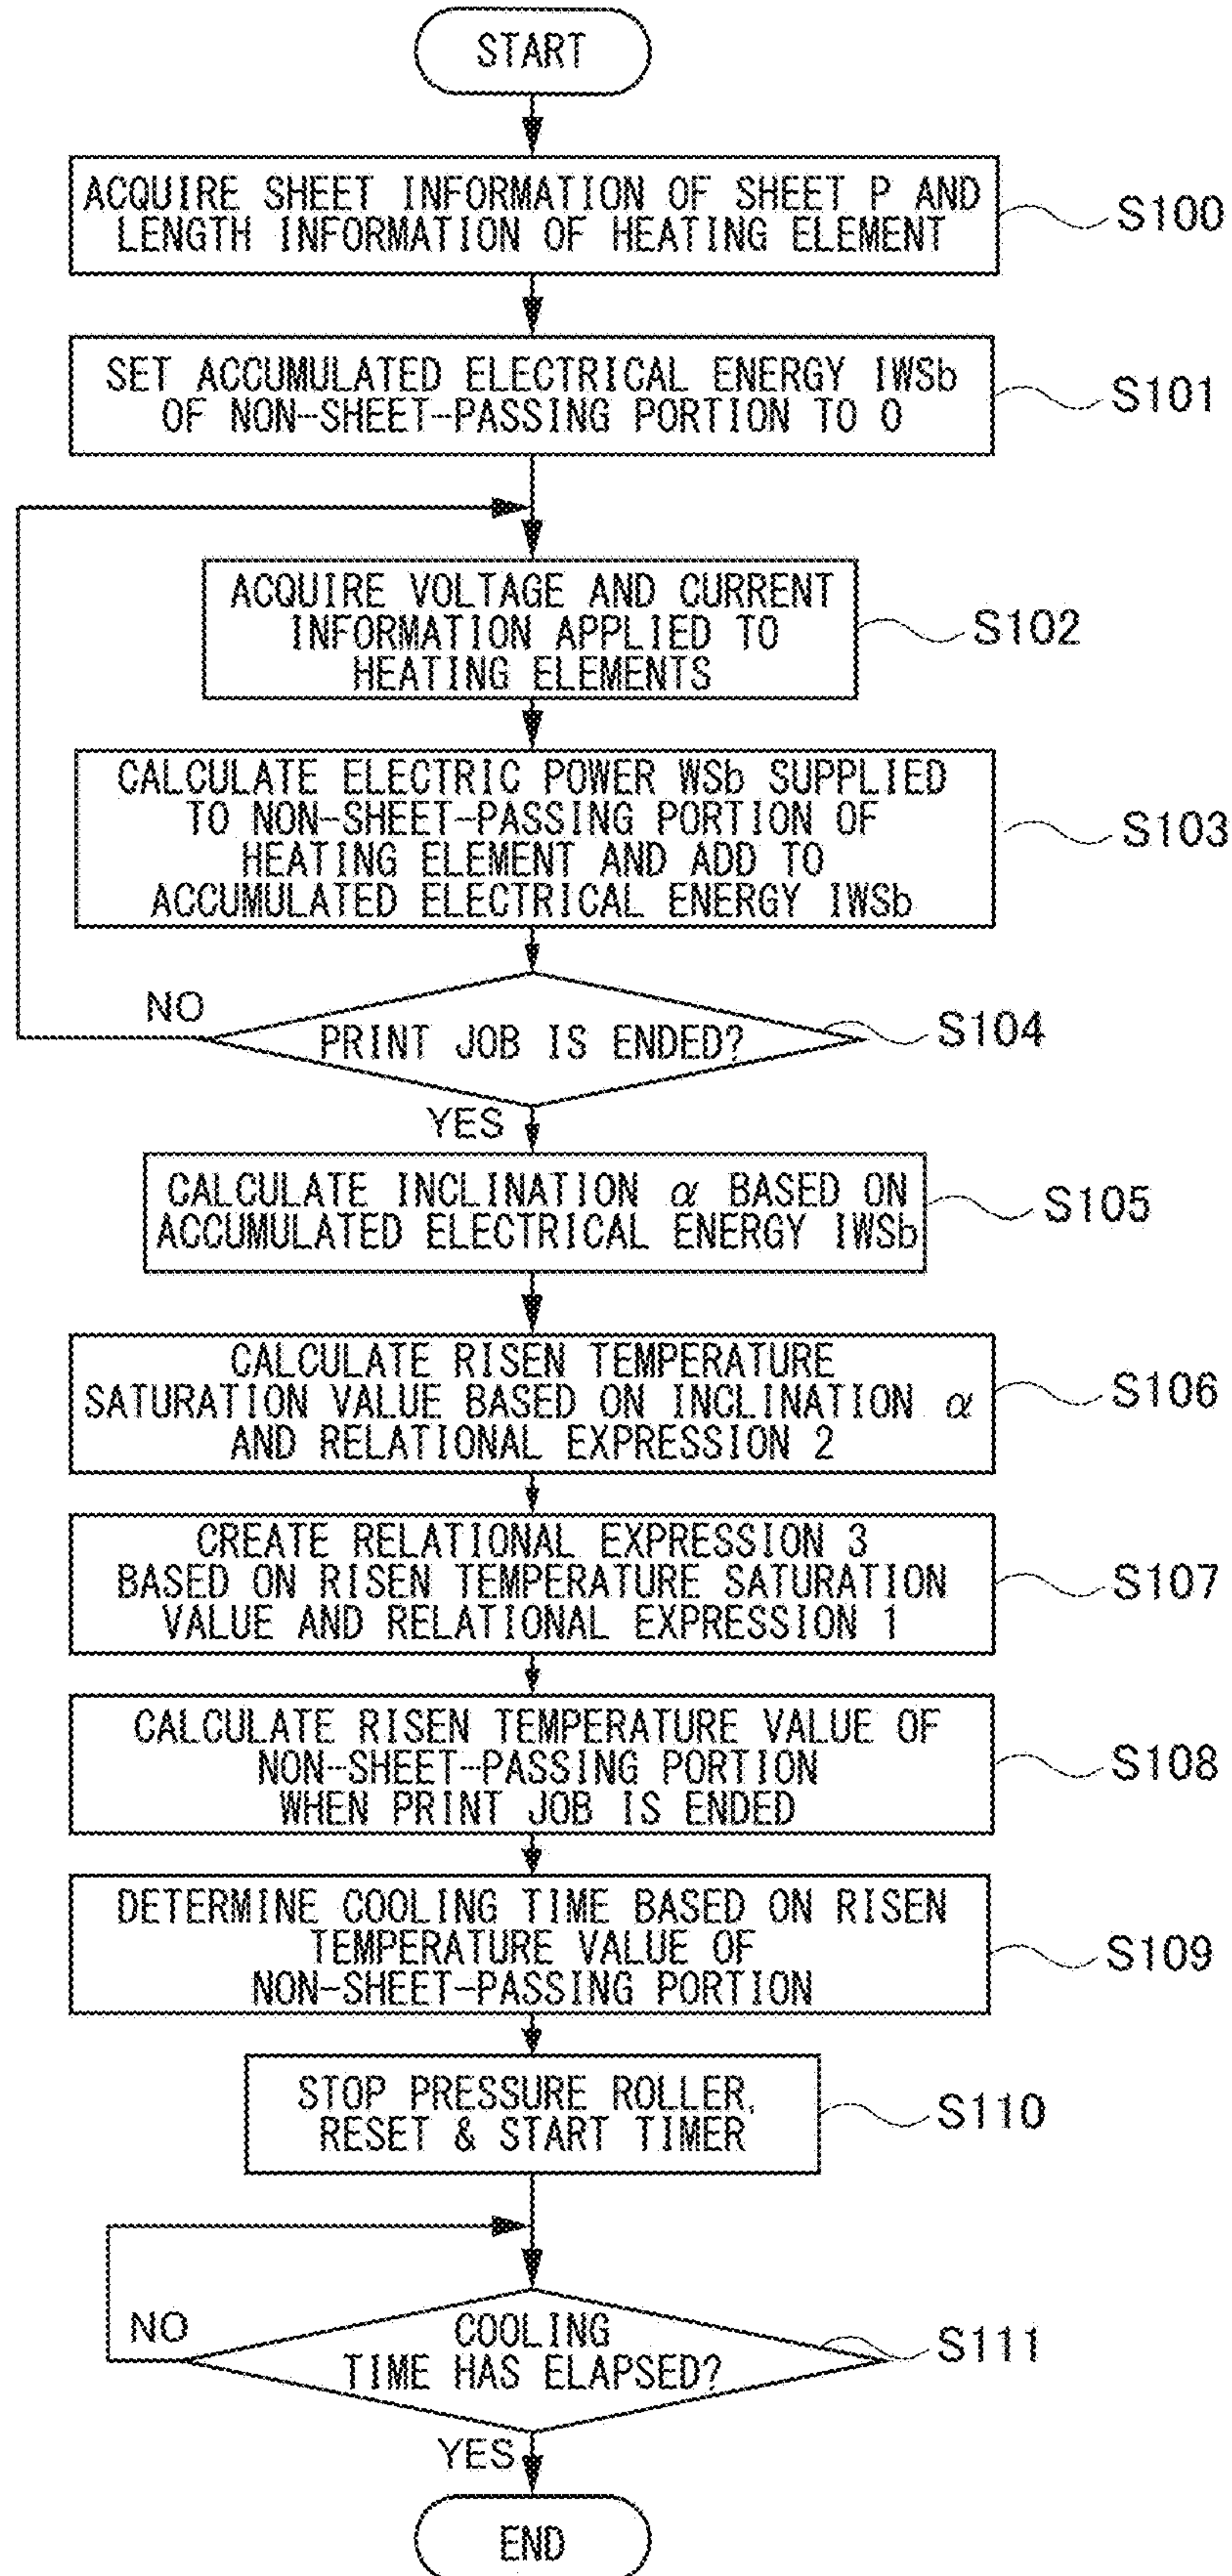 START
ACQUIRE SHEET INFORMATION OF SHEET P AND
LENGTH INFORMATION OF HEATING ELEMENT
S100
SET ACCUMULATED ELECTRICAL ENERGY IWSb
OF NON-SHEET-PASSING PORTION TO 0
S101
ACQUIRE VOLTAGE AND CURRENT
INFORMATION APPLIED TO
HEATING ELEMENTS
S102
CALCULATE ELECTRIC POWER WSb SUPPLIED
TO NON-SHEET-PASSING PORTION OF
HEATING ELEMENT AND ADD TO
ACCUMULATED ELECTRICAL ENERGY IWSb
S103
NO
PRINT JOB IS ENDED?
S104
YES
CALCULATE INCLINATION α BASED ON
ACCUMULATED ELECTRICAL ENERGY IWSb
S105
CALCULATE RISEN TEMPERATURE
SATURATION VALUE BASED ON INCLINATION α
AND RELATIONAL EXPRESSION 2
S106
CREATE RELATIONAL EXPRESSION 3
BASED ON RISEN TEMPERATURE SATURATION
VALUE AND RELATIONAL EXPRESSION 1
S107
CALCULATE RISEN TEMPERATURE VALUE OF
NON-SHEET-PASSING PORTION
WHEN PRINT JOB IS ENDED
S108
DETERMINE COOLING TIME BASED ON RISEN
TEMPERATURE VALUE OF
NON-SHEET-PASSING PORTION
S109
STOP PRESSURE ROLLER,
RESET & START TIMER
S110
NO
COOLING
TIME HAS ELAPSED?
S111
YES
END